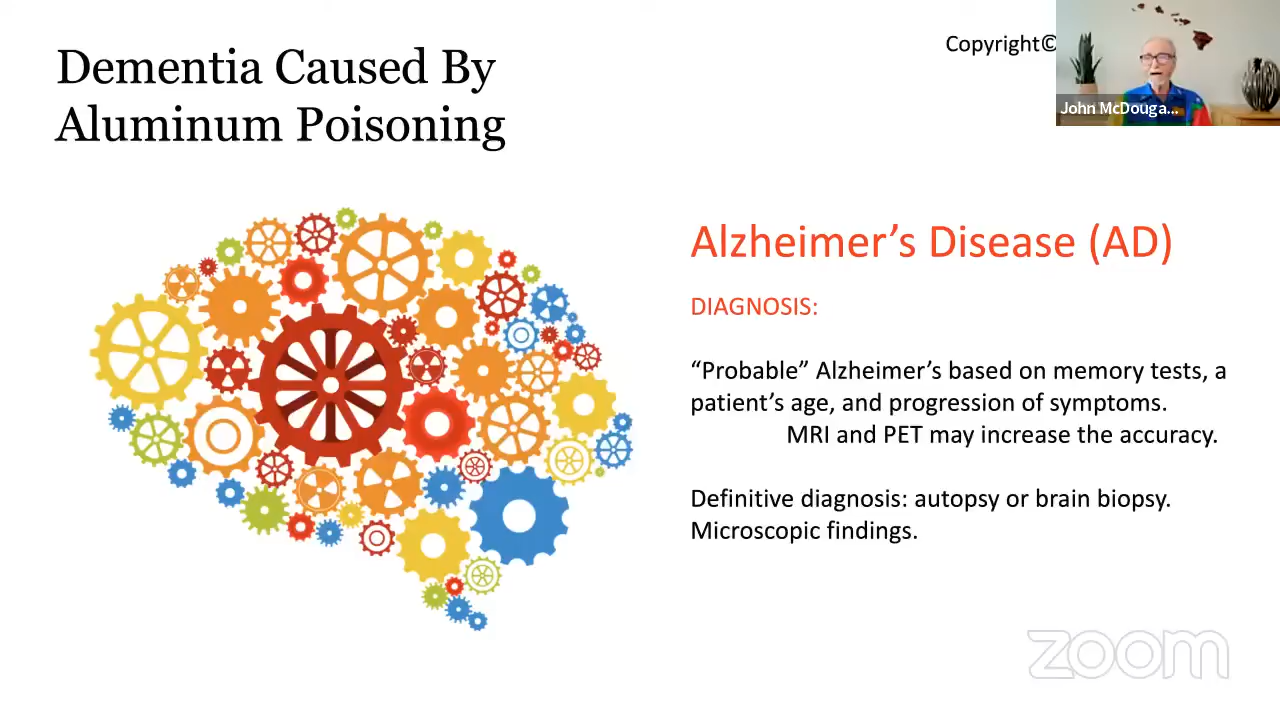 Dementia Caused By
Aluminum Poisoning
Copyright©
John McDouga...
Alzheimer’s Disease (AD)
DIAGNOSIS:
“Probable” Alzheimer’s based on memory tests, a
patient’s age, and progression of symptoms.
MRI and PET may increase the accuracy.
Definitive diagnosis: autopsy or brain biopsy.
Microscopic findings.
zoom